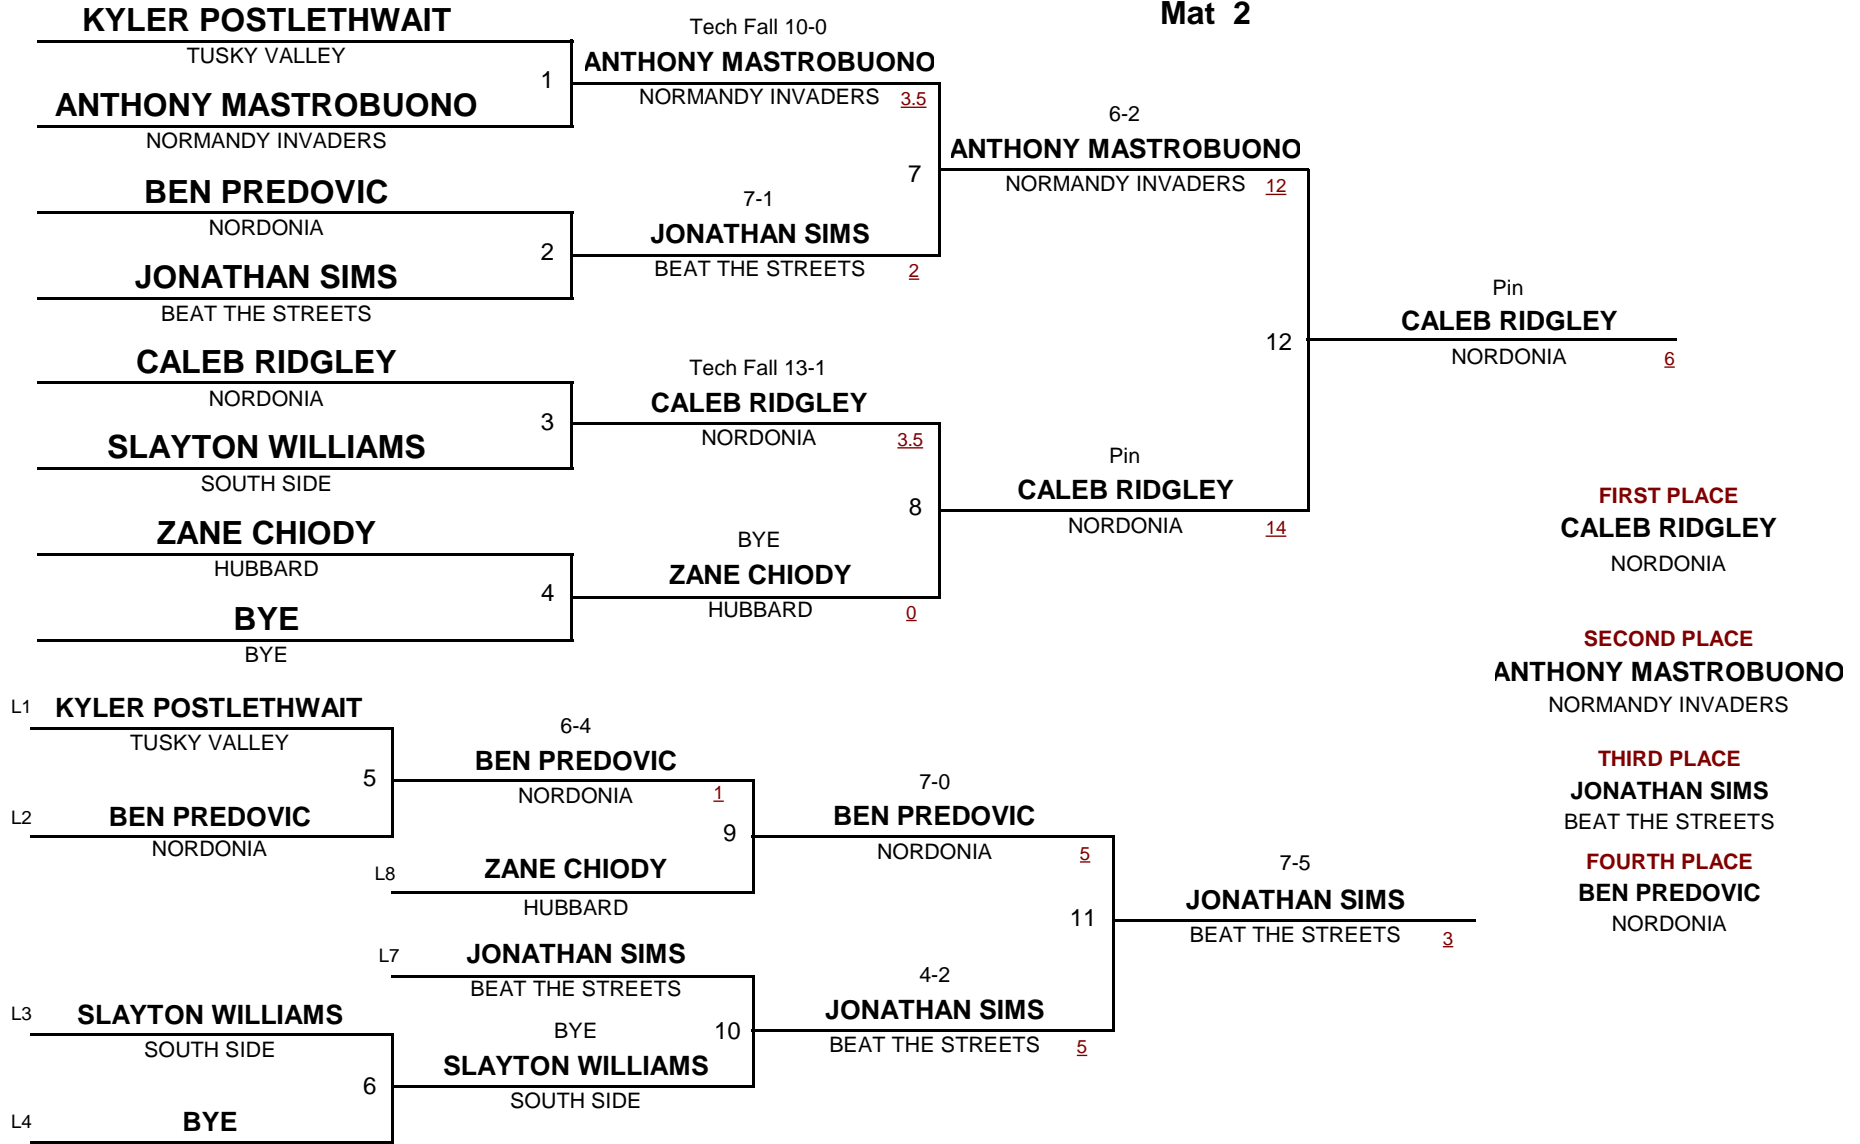 Mat 2
KYLER POSTLETHWAIT
TUSKY VALLEY
1
ANTHONY MASTROBUONO
NORMANDY INVADERS
BEN PREDOVIC
NORDONIA
2
JONATHAN SIMS
BEAT THE STREETS
CALEB RIDGLEY
NORDONIA
3
SLAYTON WILLIAMS
SOUTH SIDE
ZANE CHIODY
HUBBARD
4
BYE
BYE
Tech Fall 10-0
ANTHONY MASTROBUONO
NORMANDY INVADERS 3.5
7
7-1
JONATHAN SIMS
BEAT THE STREETS 2
Tech Fall 13-1
CALEB RIDGLEY
NORDONIA 3.5
8
BYE
ZANE CHIODY
HUBBARD 0
6-2
ANTHONY MASTROBUONO
NORMANDY INVADERS 12
12
Pin
CALEB RIDGLEY
NORDONIA 14
Pin
CALEB RIDGLEY
NORDONIA 6
FIRST PLACE
CALEB RIDGLEY
NORDONIA
SECOND PLACE
ANTHONY MASTROBUONO
NORMANDY INVADERS
THIRD PLACE
JONATHAN SIMS
BEAT THE STREETS
FOURTH PLACE
BEN PREDOVIC
NORDONIA
L1 KYLER POSTLETHWAIT
TUSKY VALLEY
5
L2 BEN PREDOVIC
NORDONIA
L3 SLAYTON WILLIAMS
SOUTH SIDE
6
L4 BYE
6-4
BEN PREDOVIC
NORDONIA 1
9
L8 ZANE CHIODY
HUBBARD
L7 JONATHAN SIMS
BEAT THE STREETS
BYE 10
SLAYTON WILLIAMS
SOUTH SIDE
7-0
BEN PREDOVIC
NORDONIA 5
11
4-2
JONATHAN SIMS
BEAT THE STREETS 5
7-5
JONATHAN SIMS
BEAT THE STREETS 3